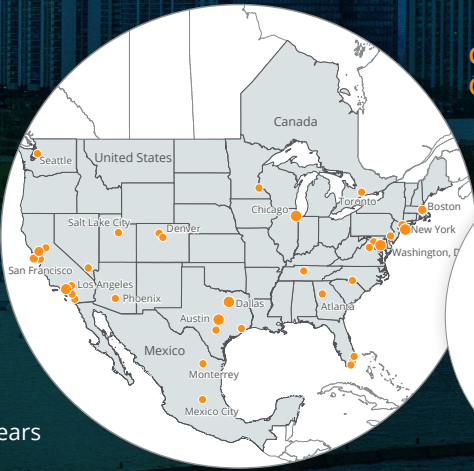 Canada
Seattle
United States
Toronto
Boston
Chicago
New York
Salt Lake City
Denver
Washington, D
San Francisco
Los Angeles
Phoenix
Dallas
Atlanta
Austin
Mexico
Monterrey
Mexico City
ears